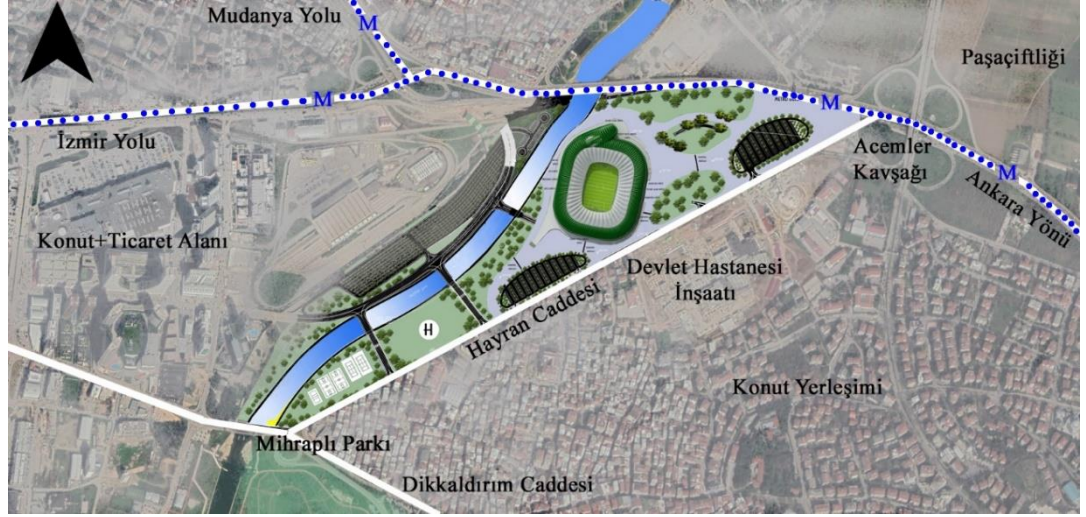 Mudanya Yolu
M
Paşaçiftliği
M
M
İzmir Yolu
Acemler
Kavşağı
M
Ankara Yönü
Konut+Ticaret Alanı
Devlet Hastanesi
İnşaatı
H
Hayran Caddesi
Konut Yerleşimi
Mihraplı Parkı
Dikkaldırım Caddesi